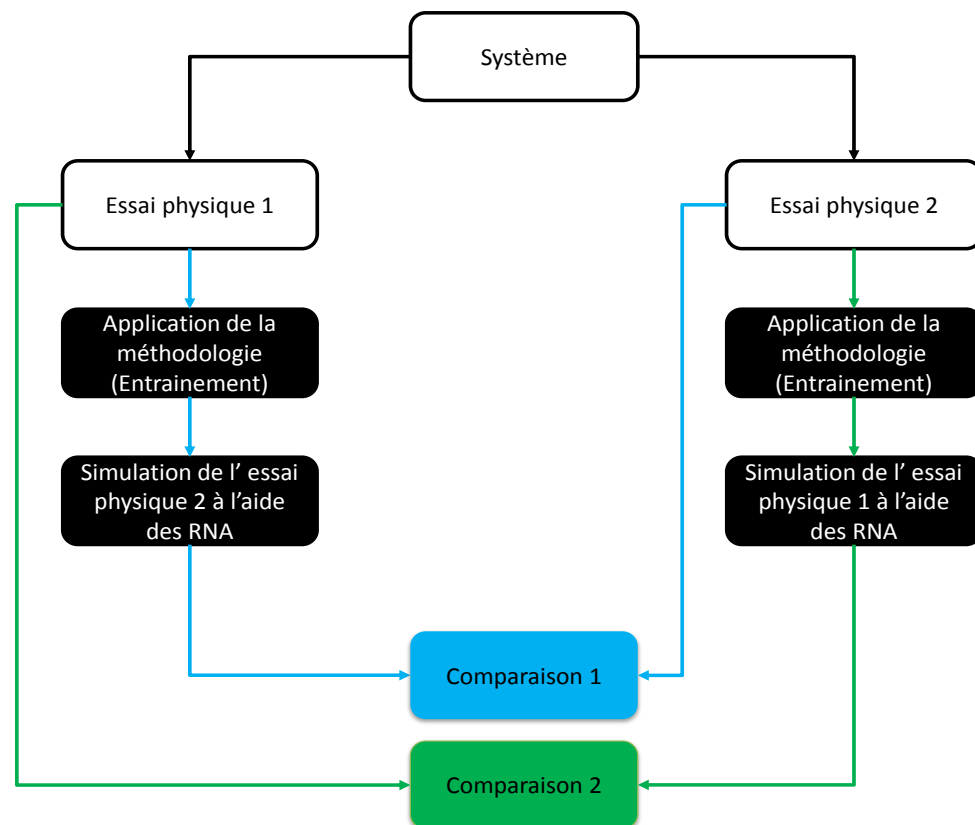 Système
Essai physique 1
Essai physique 2
Application de la
méthodologie
(Entrainement)
Application de la
méthodologie
(Entrainement)
Simulation de l’ essai
physique 2 à l’aide
des RNA
Simulation de l’ essai
physique 1 à l’aide
des RNA
Comparaison 1
Comparaison 2